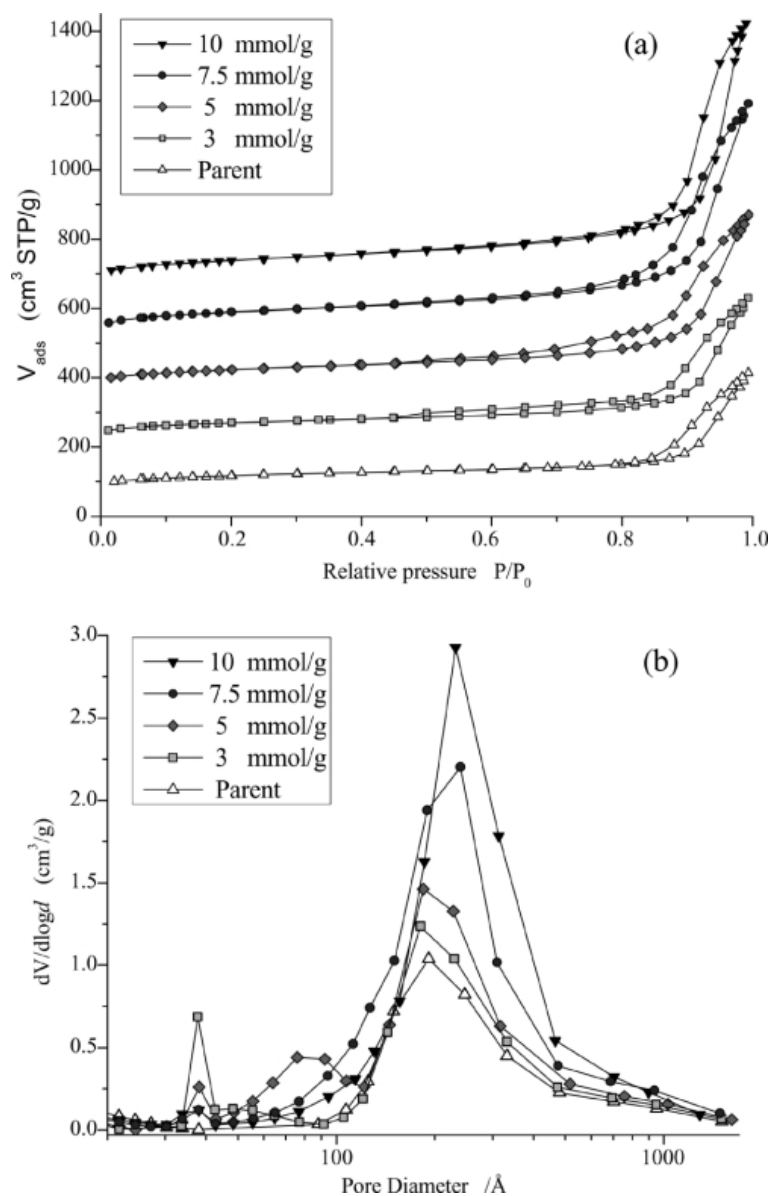 (a)
10 mmol/g
7.5 mmol/g
5 mmol/g
3 mmol/g
Parent
1400
1200
1000
800
600
400
200
0
V_ads (cm³ STP/g)
0.0 0.2 0.4 0.6 0.8 1.0
Relative pressure P/P₀
(b)
10 mmol/g
7.5 mmol/g
5 mmol/g
3 mmol/g
Parent
3.0
2.5
2.0
1.5
1.0
0.5
0.0
dV/dlogd (cm³/g)
100 1000
Pore Diameter /Å